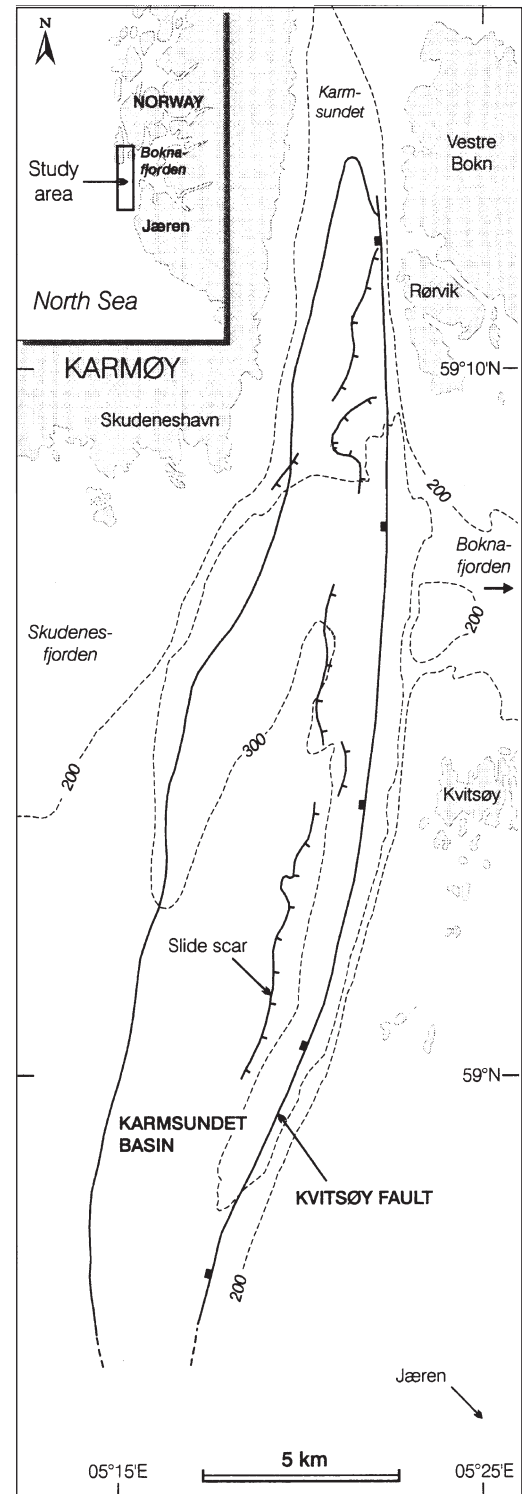 N
NORWAY
Bokna-
fjorden
Study
area
Jæren
North Sea
Karm-
sundet
Vestre
Bokn
Rørvik
KARMØY
59°10'N
Skudeneshavn
200
Bokna-
fjorden
200
Skudenes-
fjorden
300
200
Kvitsøy
Slide scar
59°N
KARMSUNDET
BASIN
KVITSØY FAULT
200
Jæren
5 km
05°15'E
05°25'E